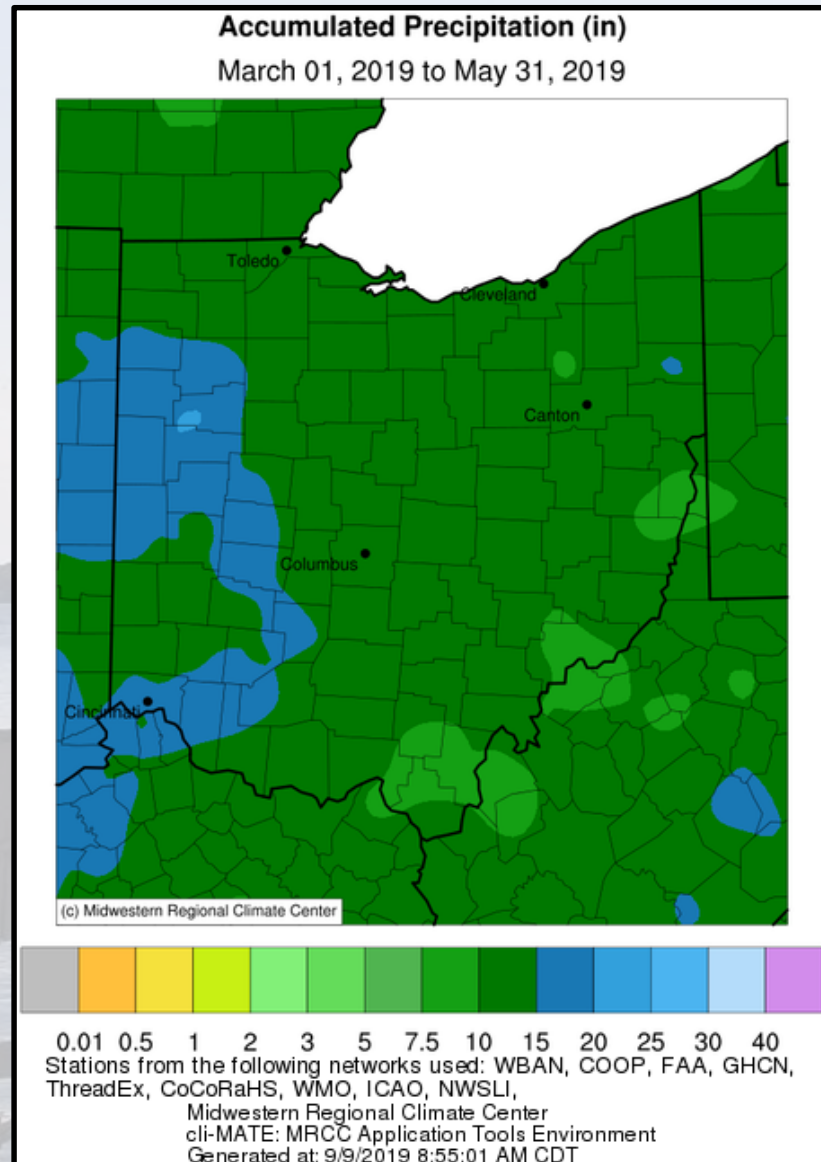 Accumulated Precipitation (in)
March 01, 2019 to May 31, 2019
Toledo
Cleveland
Canton
Columbus
Cincinnati
(c) Midwestern Regional Climate Center
0.01 0.5 1 2 3 5 7.5 10 15 20 25 30 40
Stations from the following networks used: WBAN, COOP, FAA, GHCN,
ThreadEx, CoCoRaHS, WMO, ICAO, NWSLI,
Midwestern Regional Climate Center
cli-MATE: MRCC Application Tools Environment
Generated at: 9/9/2019 8:55:01 AM CDT